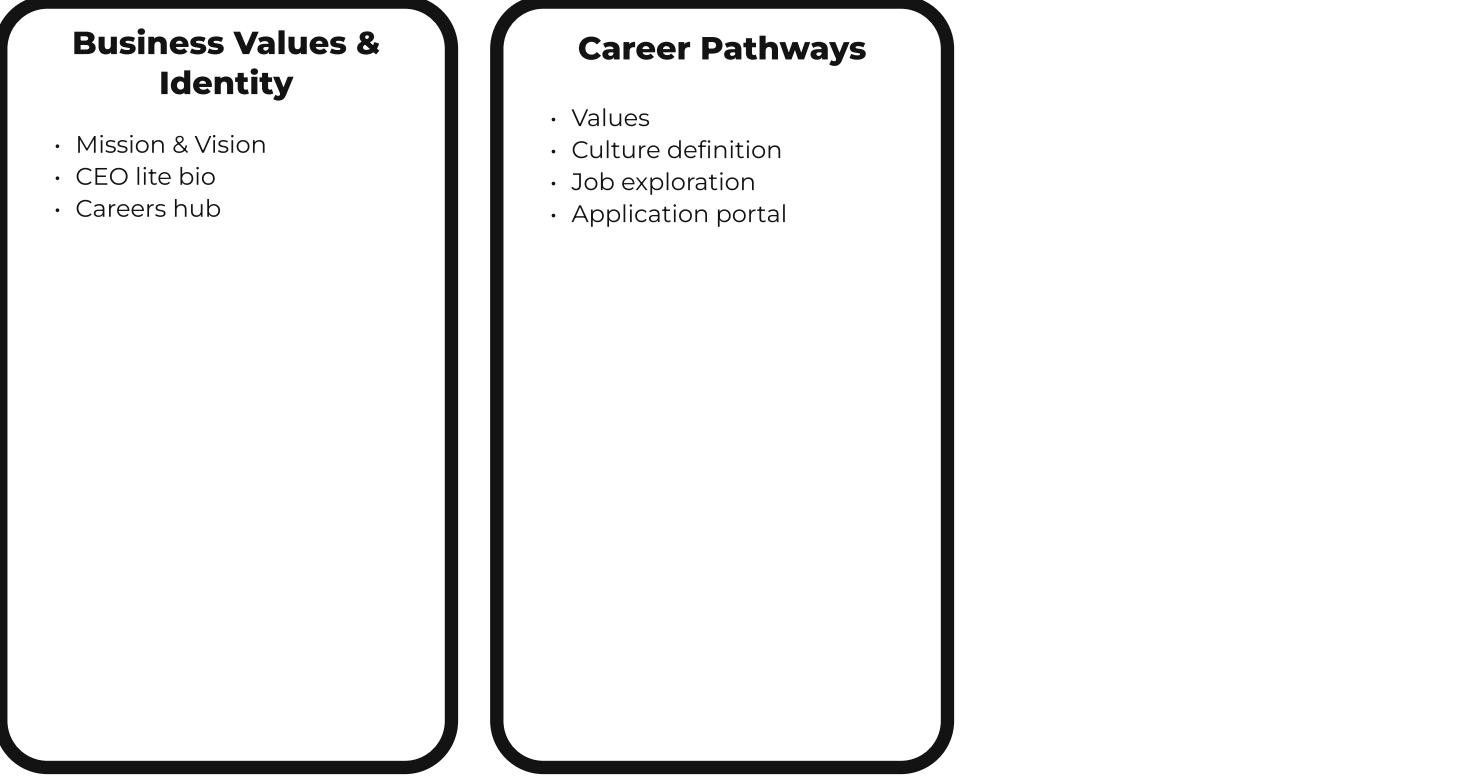 Business Values &
Identity
• Mission & Vision
• CEO lite bio
• Careers hub
Career Pathways
• Values
• Culture definition
• Job exploration
• Application portal